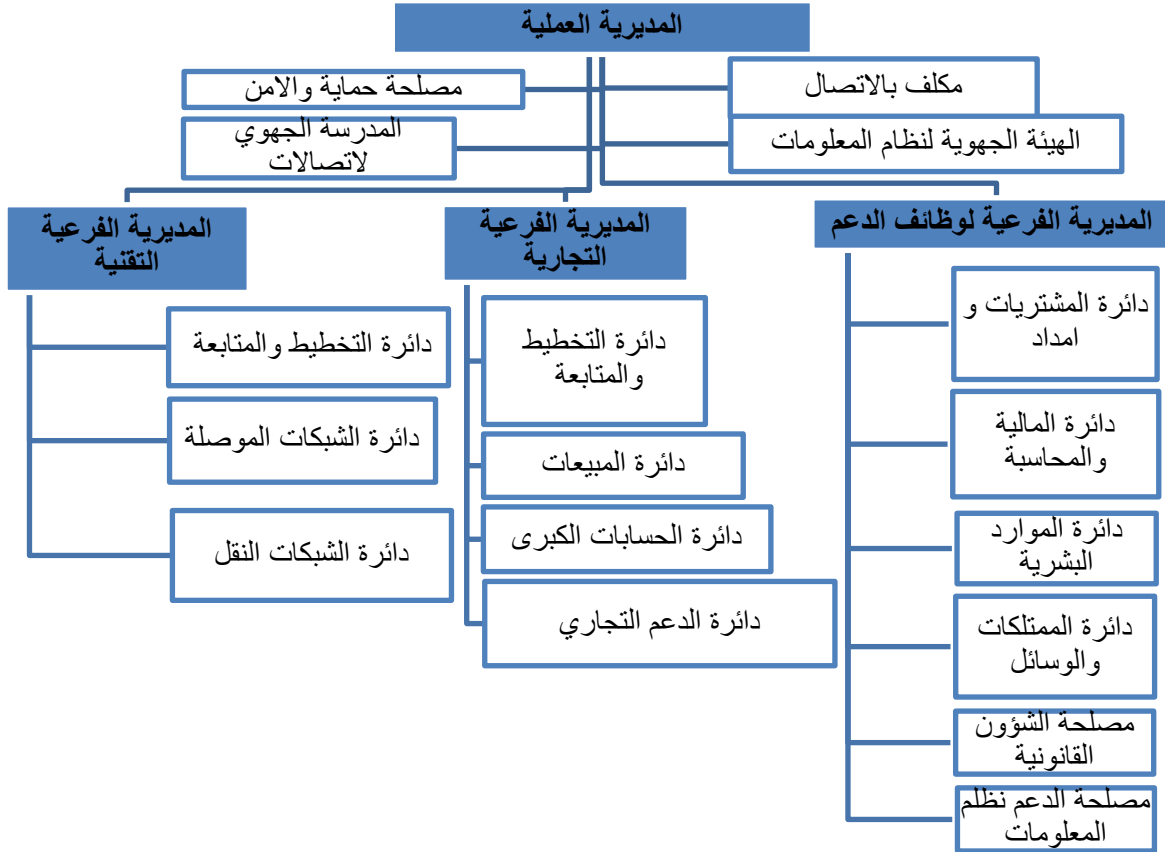 المديرية العملية
مكلف بالاتصال
مصلحة حماية والامن
الهيئة الجهوية لنظام المعلومات
المدرسة الجهوي
لاتصالات
المديرية الفرعية لوظائف الدعم
دائرة المشتريات و
امداد
دائرة المالية
والمحاسبة
دائرة الموارد
البشرية
دائرة الممتلكات
والوسائل
مصلحة الشؤون
القانونية
مصلحة الدعم نظلم
المعلومات
المديرية الفرعية
التجارية
دائرة التخطيط
والمتابعة
دائرة المبيعات
دائرة الحسابات الكبرى
دائرة الدعم التجاري
المديرية الفرعية
التقنية
دائرة التخطيط والمتابعة
دائرة الشبكات الموصلة
دائرة الشبكات النقل